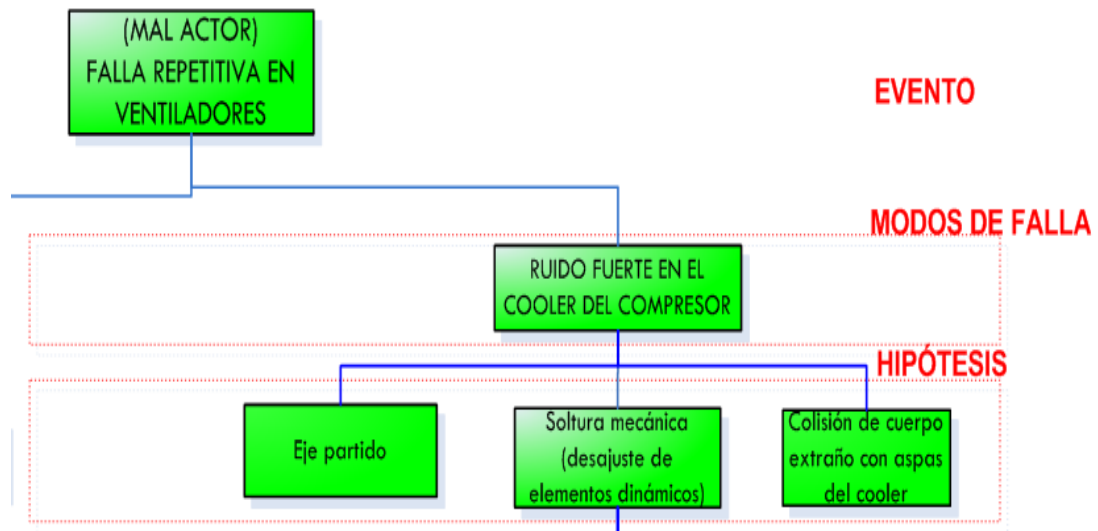 (MAL ACTOR)
FALLA REPETITIVA EN
VENTILADORES
EVENTO
MODOS DE FALLA
RUIDO FUERTE EN EL
COOLER DEL COMPRESOR
HIPÓTESIS
Eje partido
Soltura mecánica
(desajuste de
elementos dinámicos)
Colisión de cuerpo
extraño con aspas
del cooler